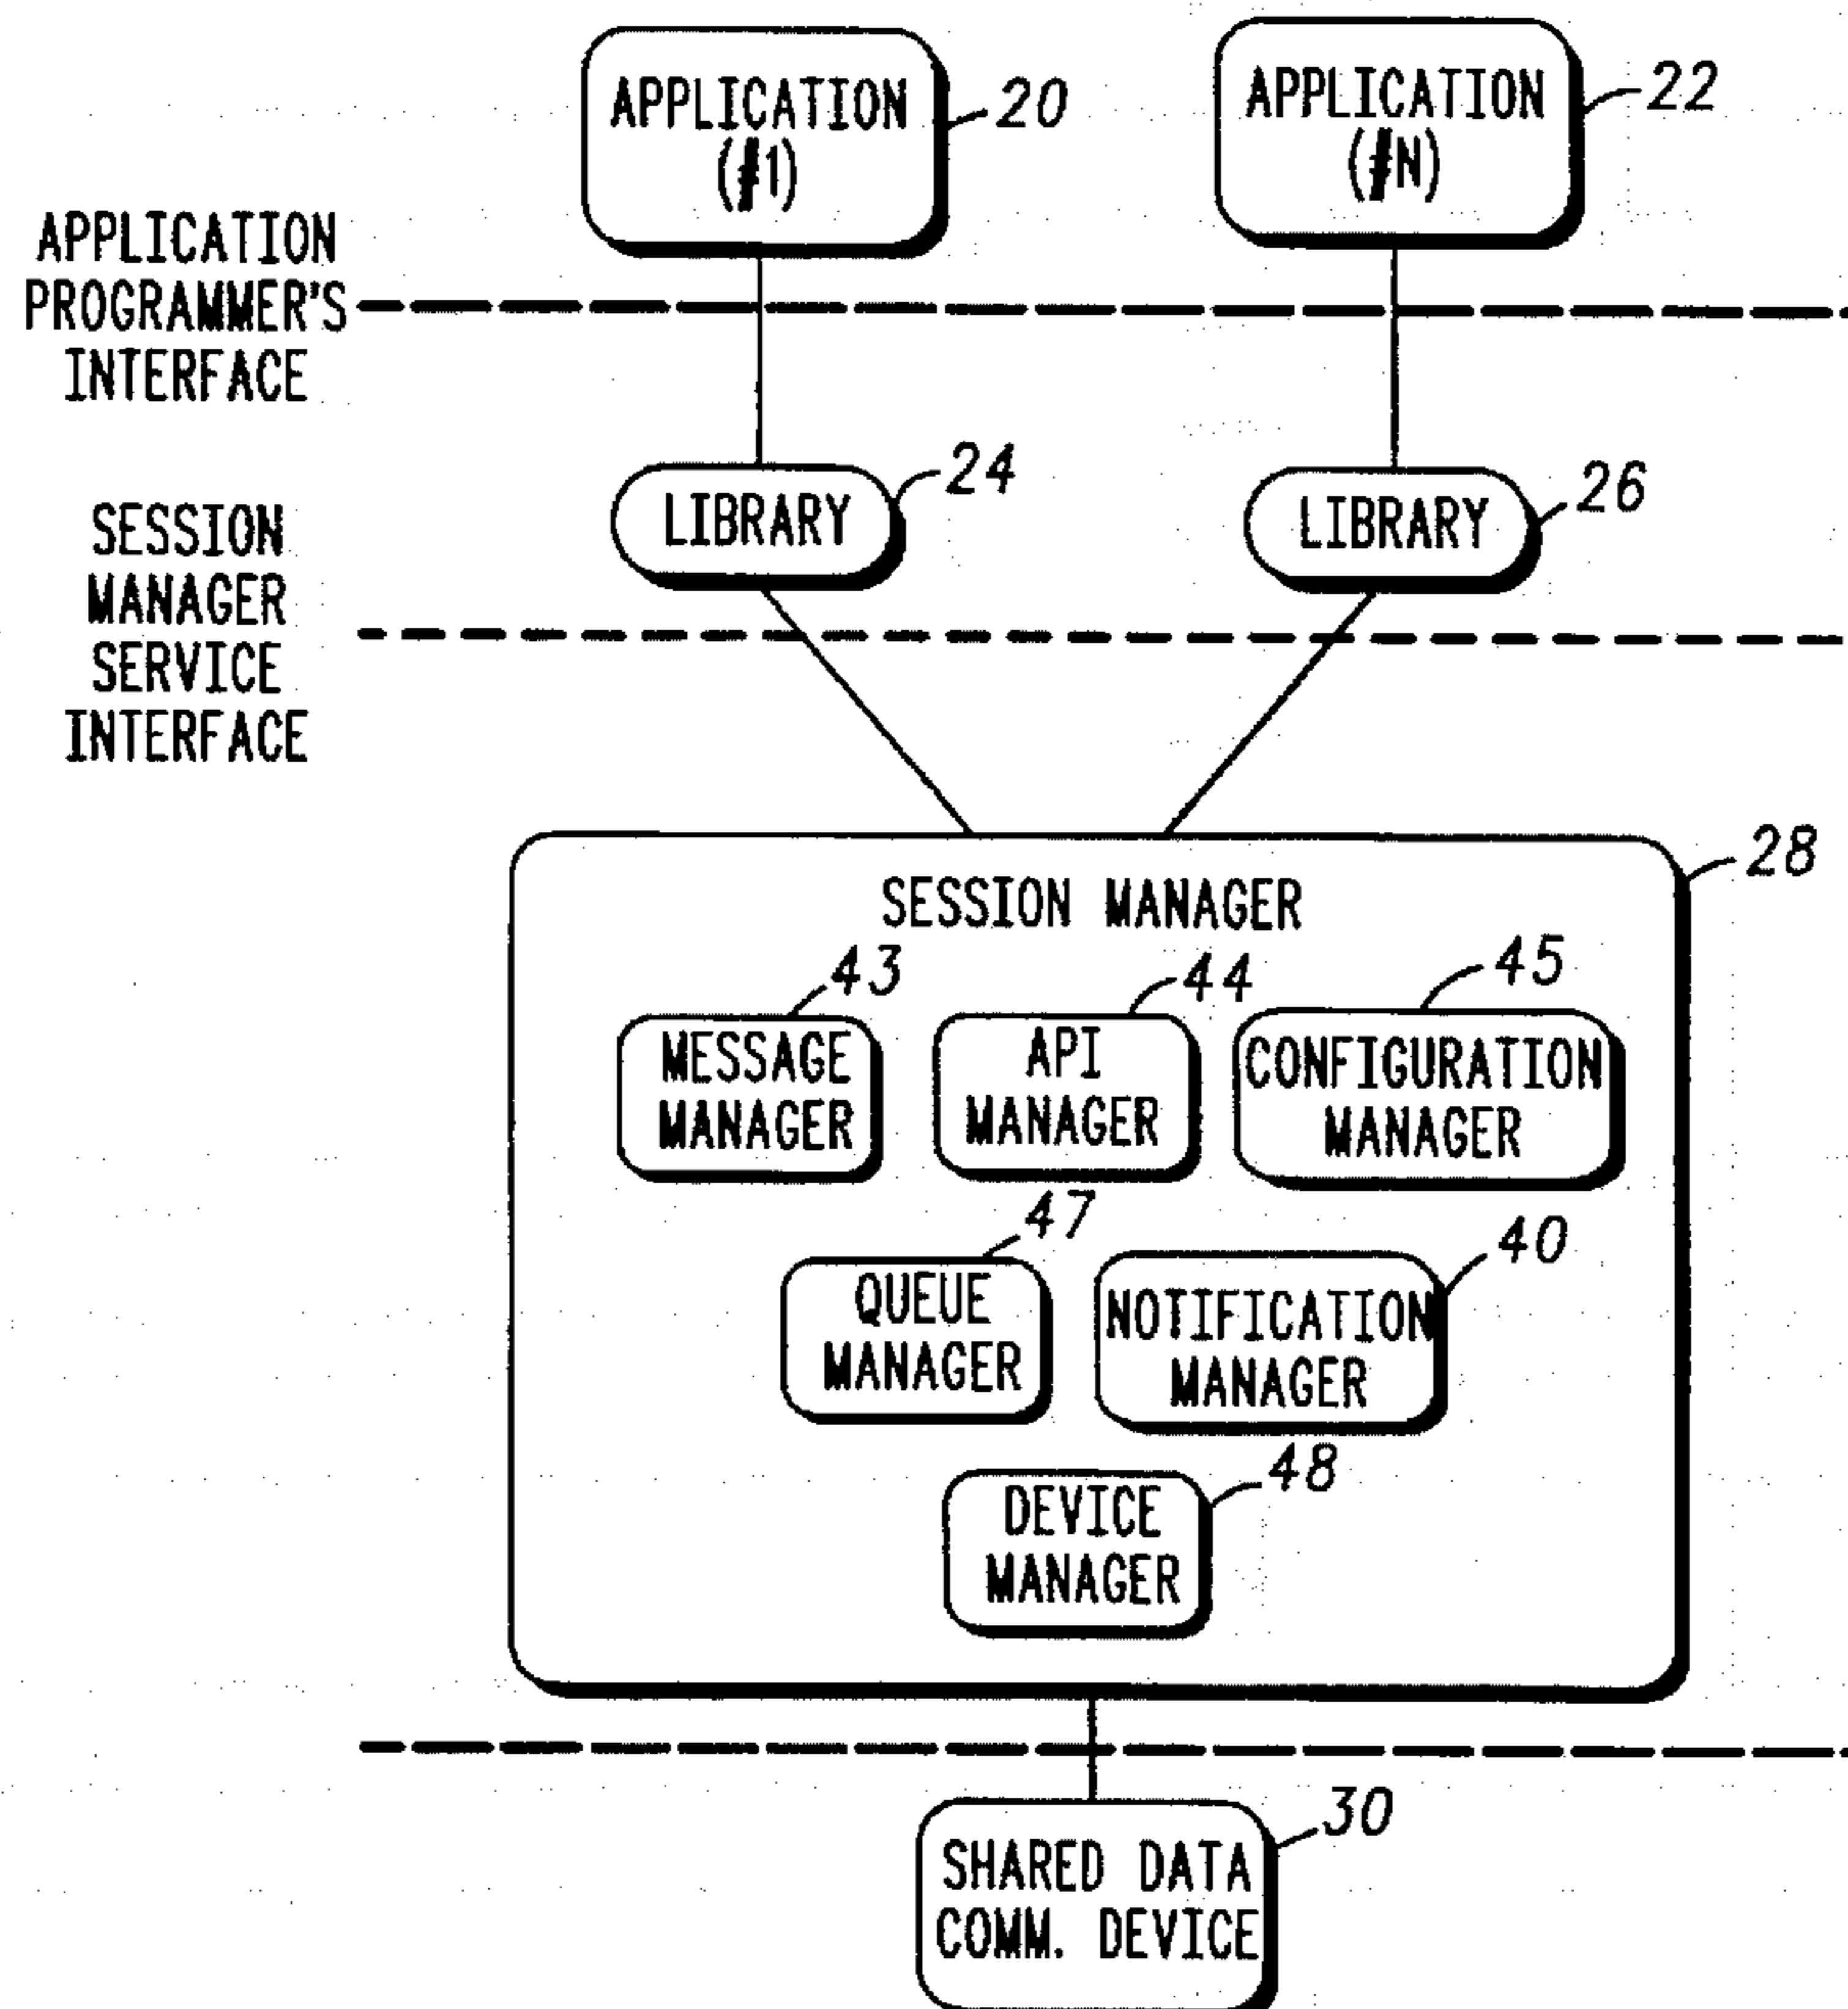 APPLICATION
(#1)
20
APPLICATION
(#N)
22
APPLICATION
PROGRAMMER'S
INTERFACE
LIBRARY
24
LIBRARY
26
SESSION
MANAGER
SERVICE
INTERFACE
28
SESSION MANAGER
43
MESSAGE
MANAGER
44
API
MANAGER
45
CONFIGURATION
MANAGER
47
QUEUE
MANAGER
40
NOTIFICATION
MANAGER
48
DEVICE
MANAGER
30
SHARED DATA
COMM. DEVICE